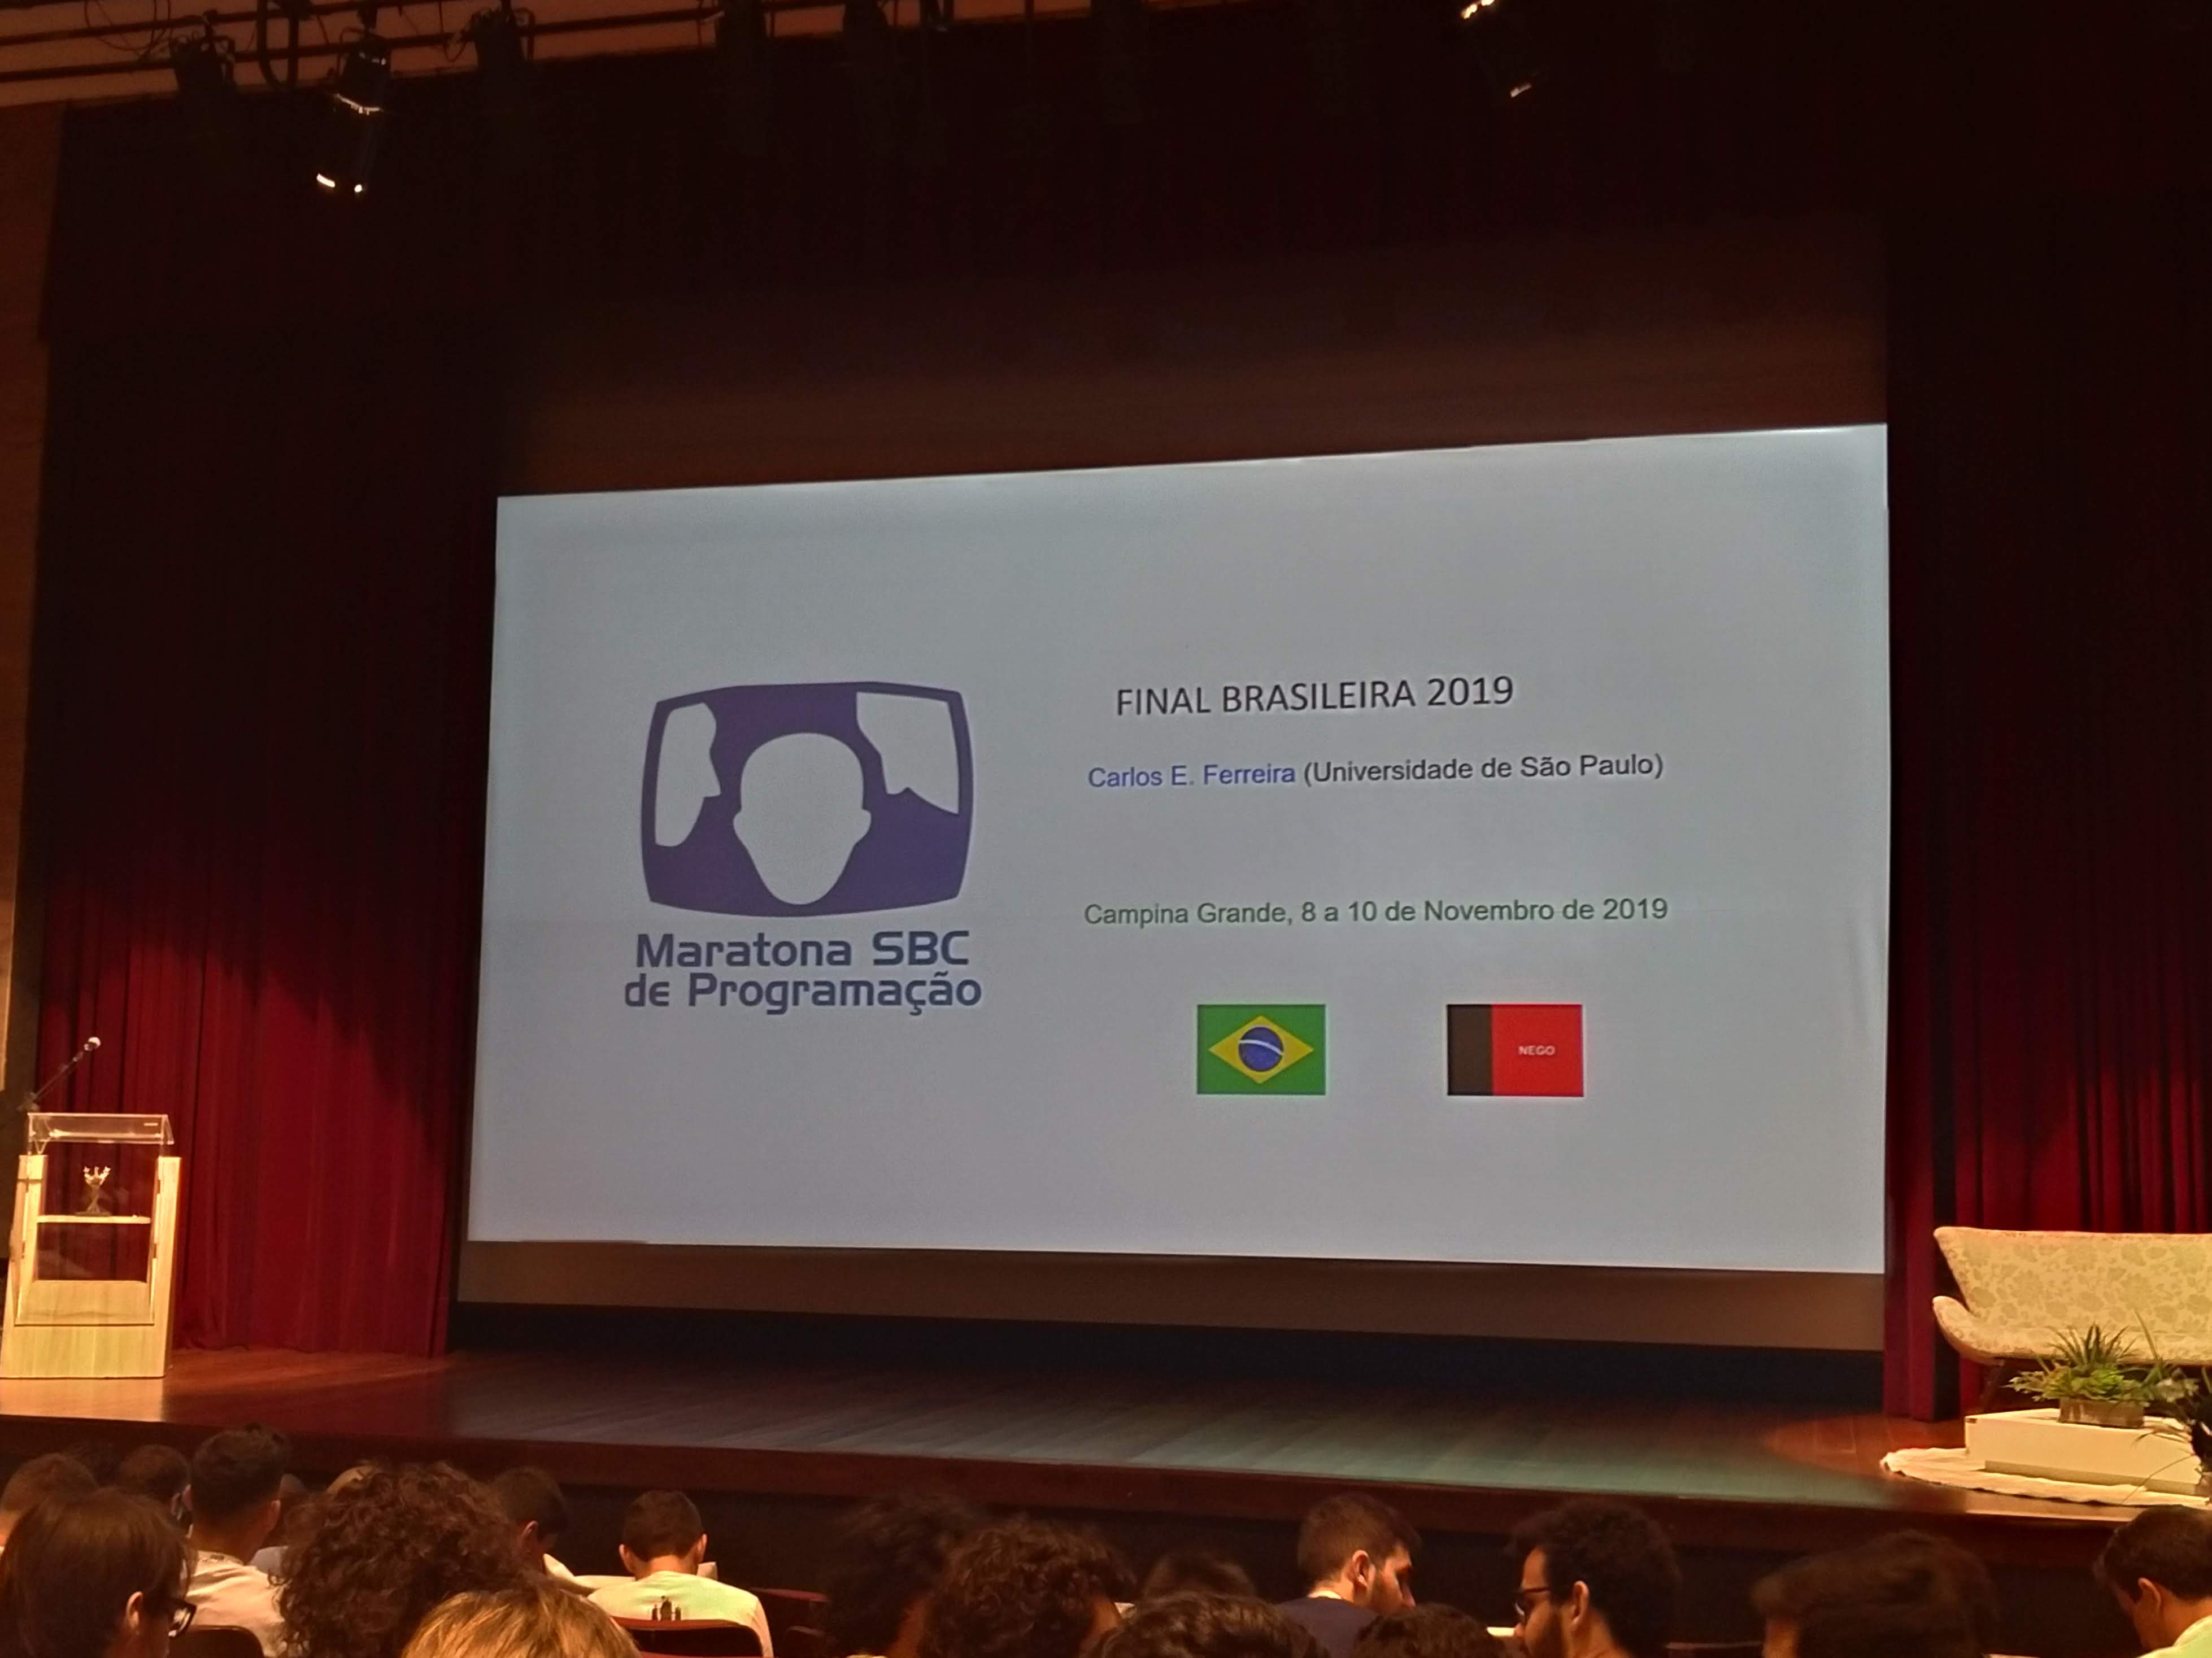 FINAL BRASILEIRA 2019
Carlos E. Ferreira (Universidade de São Paulo)
Campina Grande, 8 a 10 de Novembro de 2019
Maratona SBC
de Programação
NEGO